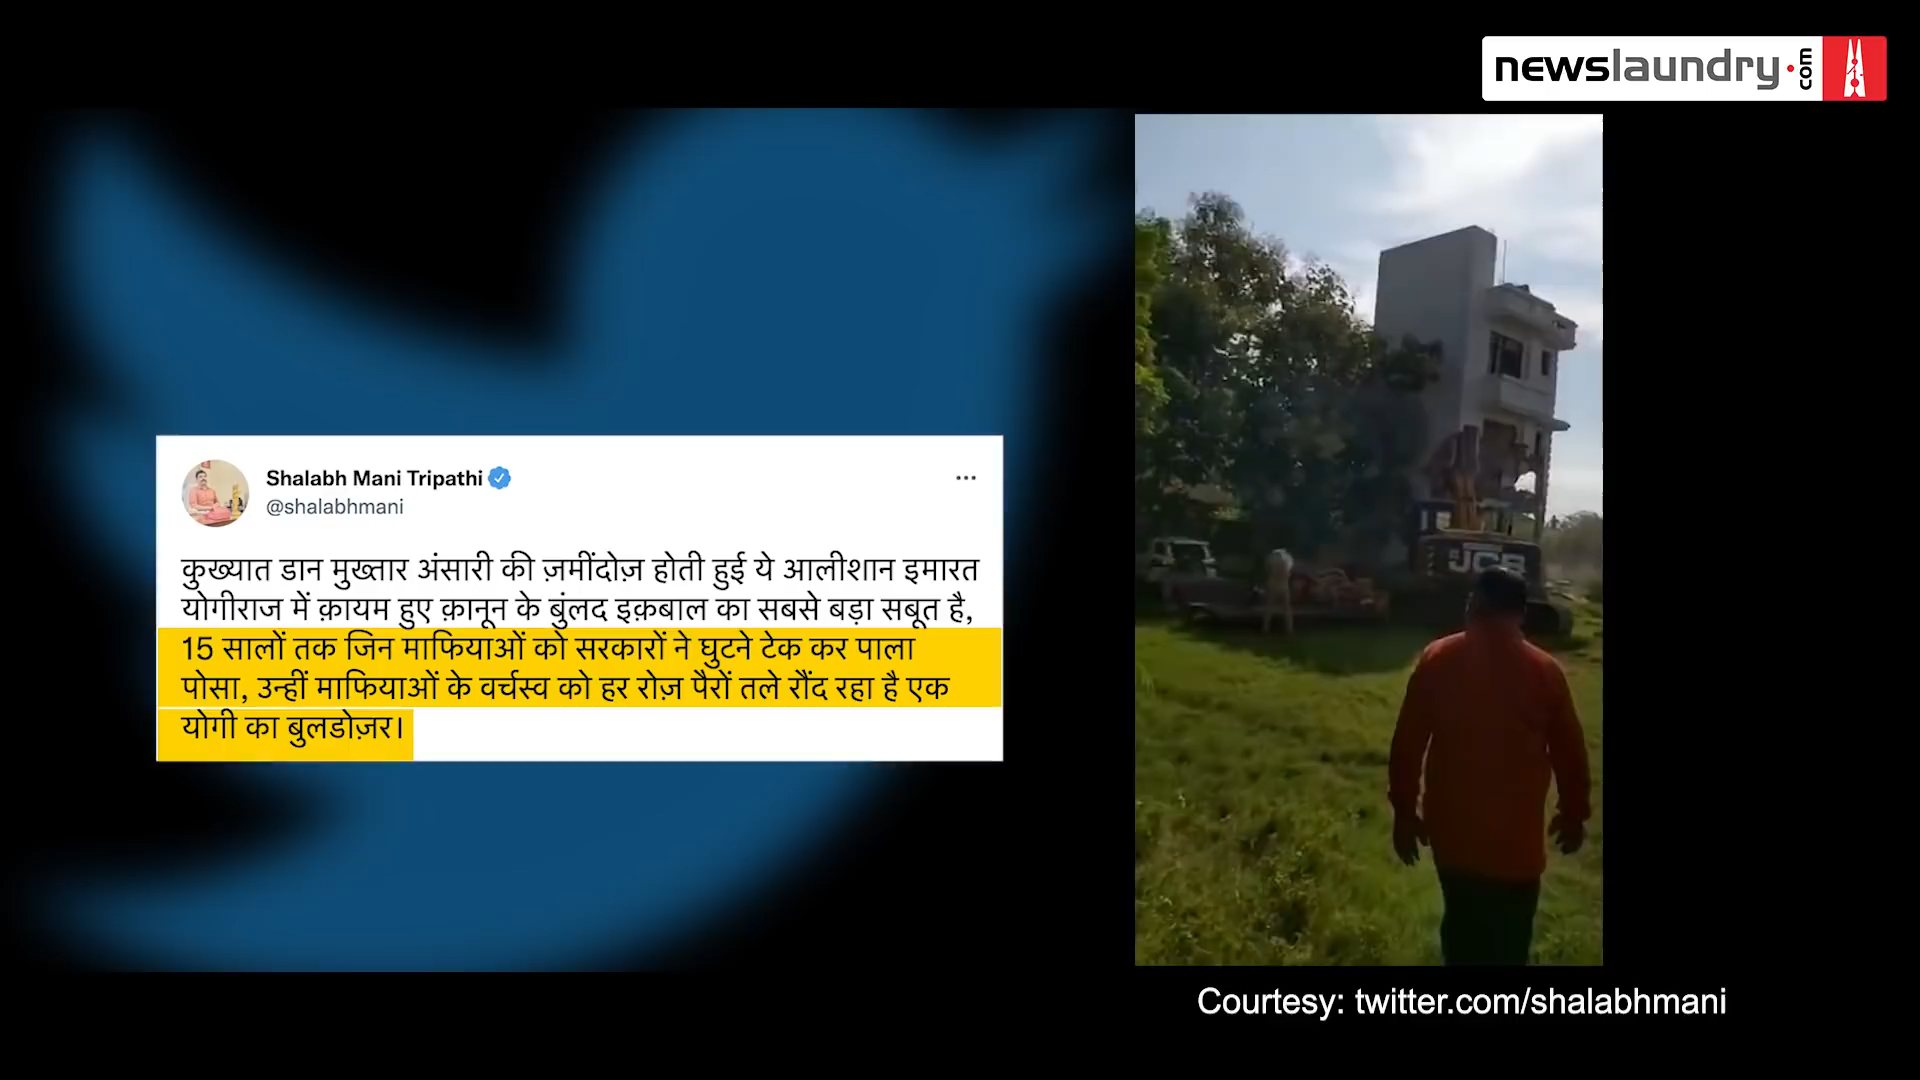 newslaundry.com
Shalabh Mani Tripathi
@shalabhmani
कुख्यात डान मुख्तार अंसारी की ज़मींदोज़ होती हुई ये आलीशान इमारत
योगीराज में क़ायम हुए क़ानून के बुंलद इक़बाल का सबसे बड़ा सबूत है,
15 सालों तक जिन माफियाओं को सरकारों ने घुटने टेक कर पाला
पोसा, उन्हीं माफियाओं के वर्चस्व को हर रोज़ पैरों तले रौंद रहा है एक
योगी का बुलडोज़र।
JCB
Courtesy: twitter.com/shalabhmani